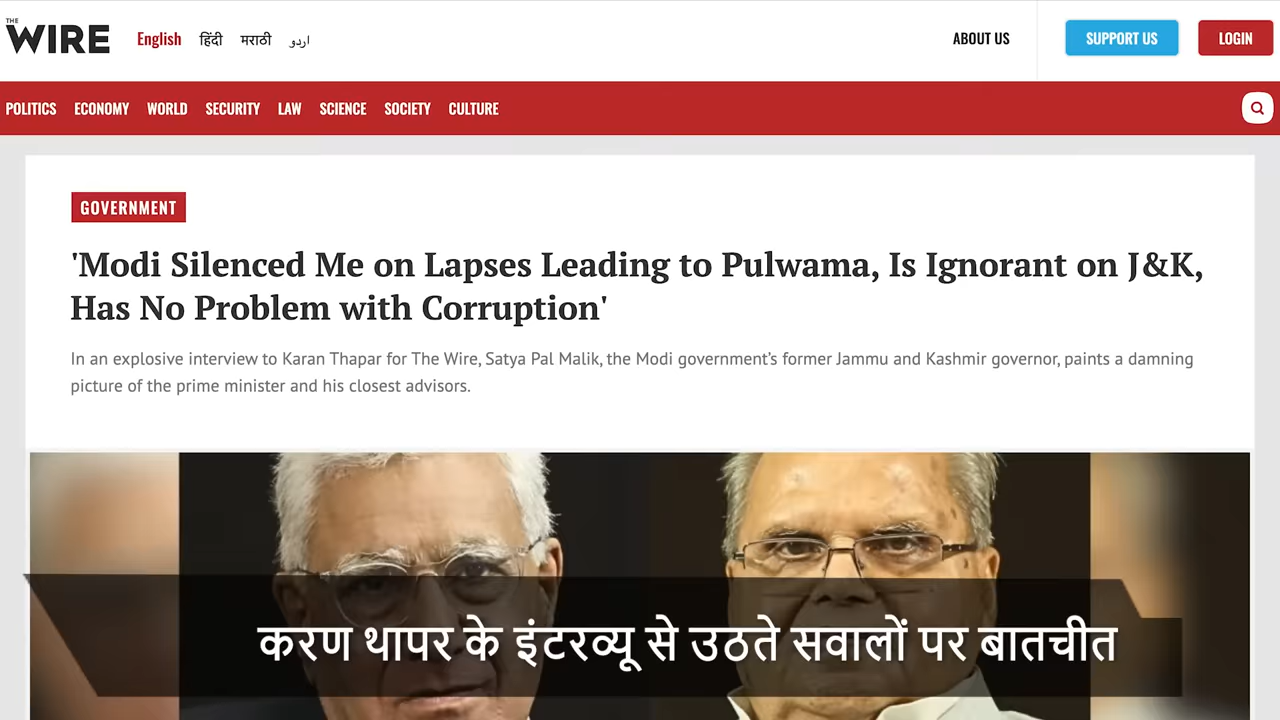 THE
WIRE
English हिंदी मराठी اردو
ABOUT US
SUPPORT US
LOGIN
POLITICS ECONOMY WORLD SECURITY LAW SCIENCE SOCIETY CULTURE
GOVERNMENT
'Modi Silenced Me on Lapses Leading to Pulwama, Is Ignorant on J&K,
Has No Problem with Corruption'
In an explosive interview to Karan Thapar for The Wire, Satya Pal Malik, the Modi government’s former Jammu and Kashmir governor, paints a damning
picture of the prime minister and his closest advisors.
करण थापर के इंटरव्यू से उठते सवालों पर बातचीत